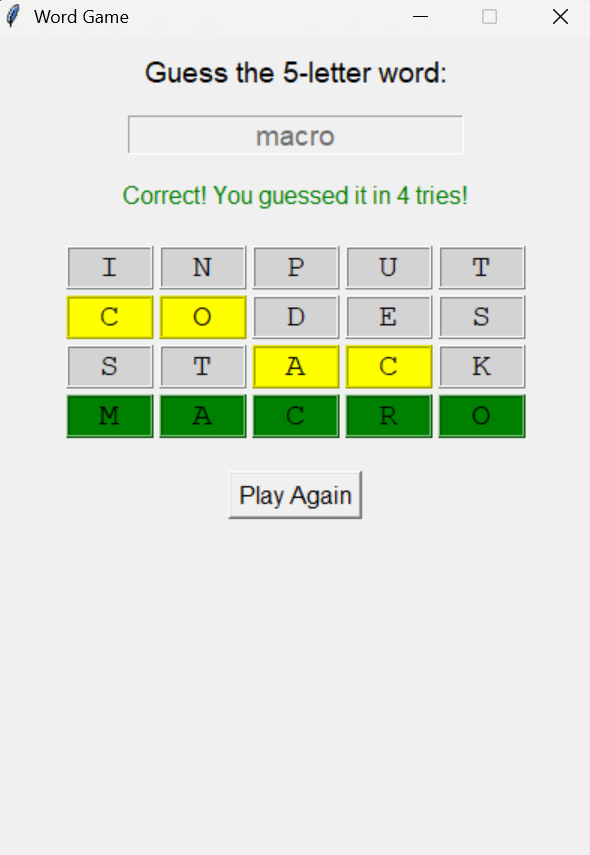 Word Game
Guess the 5-letter word:
macro
Correct! You guessed it in 4 tries!
I N P U T
C O D E S
S T A C K
M A C R O
Play Again